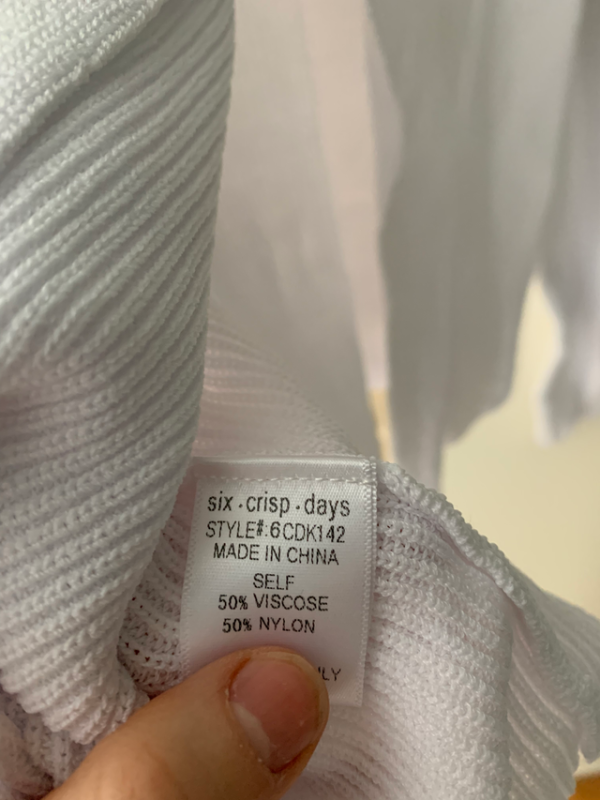 six·crisp·days
STYLE#:6CDK142
MADE IN CHINA
SELF
50% VISCOSE
50% NYLON